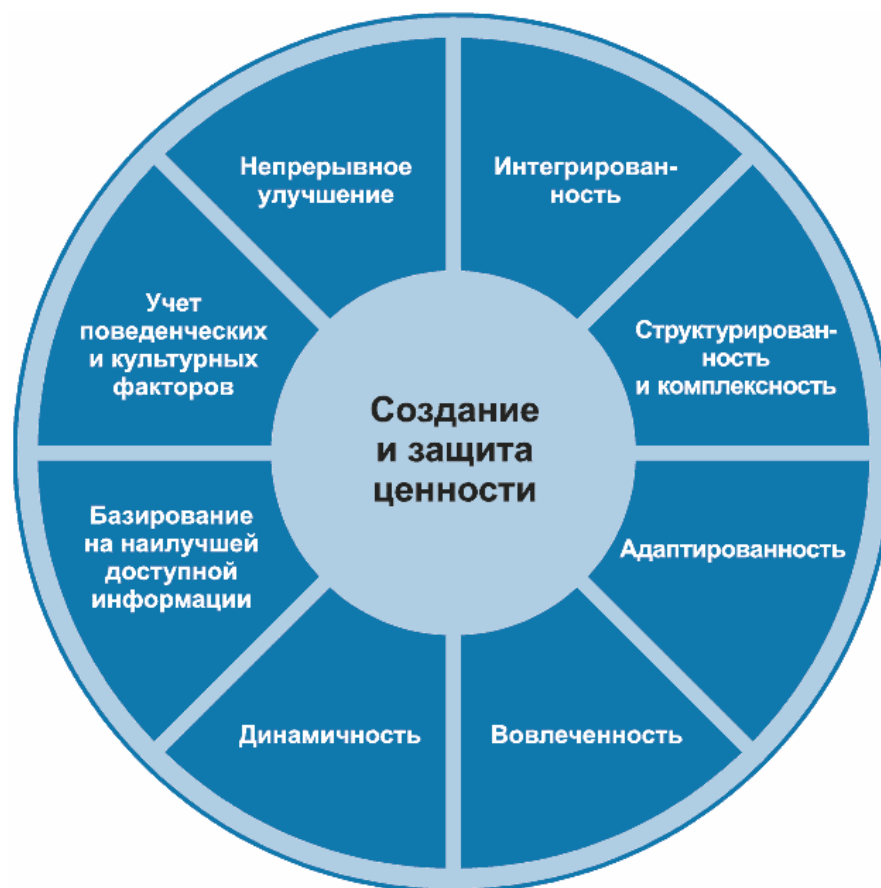 Непрерывное
улучшение
Интегрирован-
ность
Учет
поведенческих
и культурных
факторов
Структурирован-
ность
и комплексность
Создание
и защита
ценности
Базирование
на наилучшей
доступной
информации
Адаптированность
Динамичность
Вовлеченность